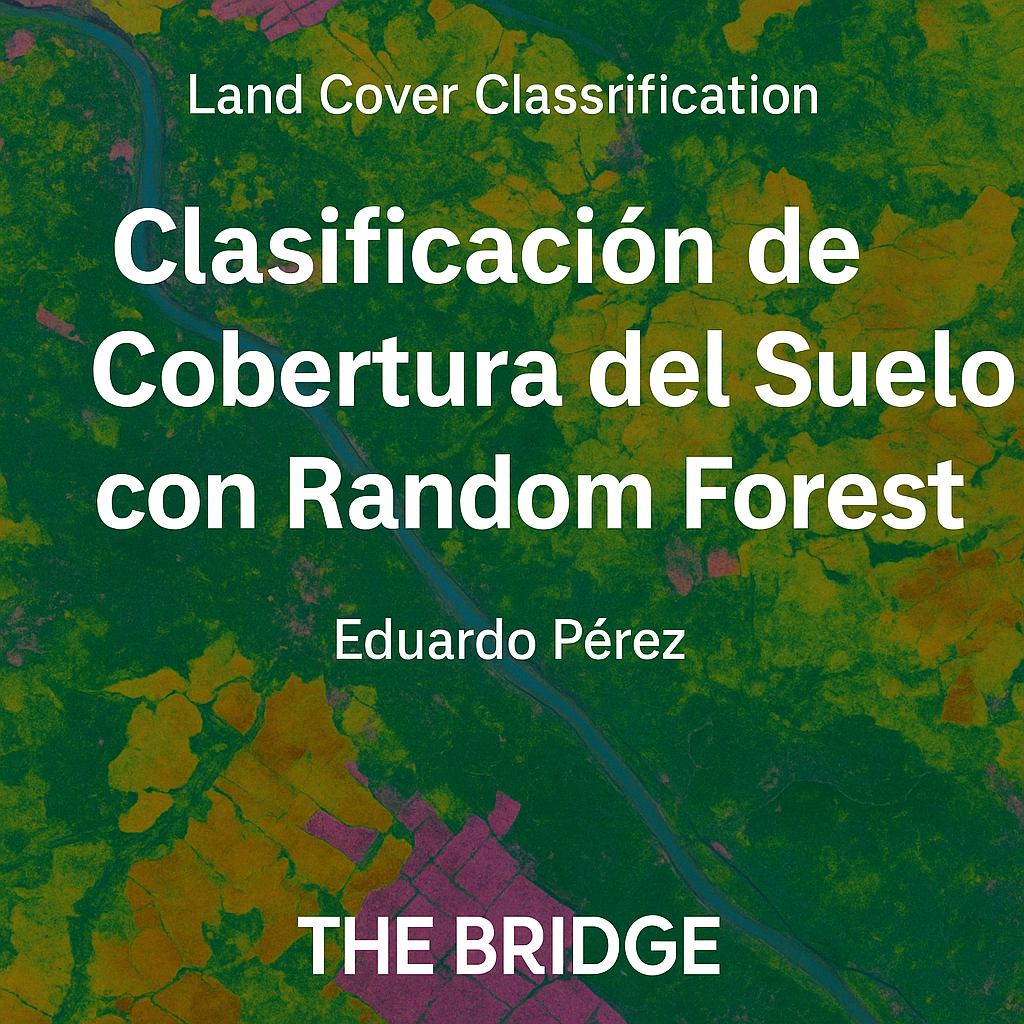 Land Cover Classrification
Clasificación de
Cobertura del Suelo
con Random Forest
Eduardo Pérez
THE BRIDGE